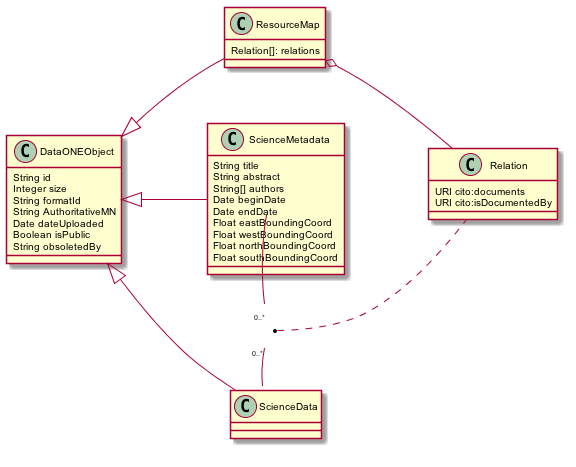 C ResourceMap
Relation[]: relations
C DataONEObject
String id
Integer size
String formatId
String AuthoritativeMN
Date dateUploaded
Boolean isPublic
String obsoletedBy
C ScienceMetadata
String title
String abstract
String[] authors
Date beginDate
Date endDate
Float eastBoundingCoord
Float westBoundingCoord
Float northBoundingCoord
Float southBoundingCoord
C Relation
URI cito:documents
URI cito:isDocumentedBy
0..*
0..*
C ScienceData